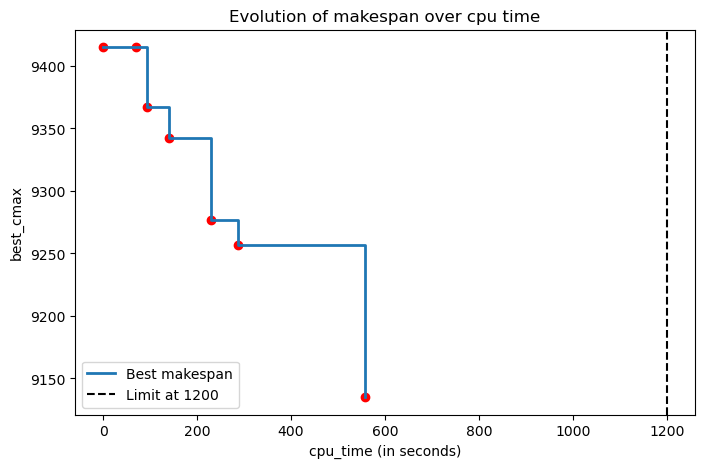 Evolution of makespan over cpu time
best_cmax
9400
9350
9300
9250
9200
9150
Best makespan
Limit at 1200
0
200
400
600
800
1000
1200
cpu_time (in seconds)